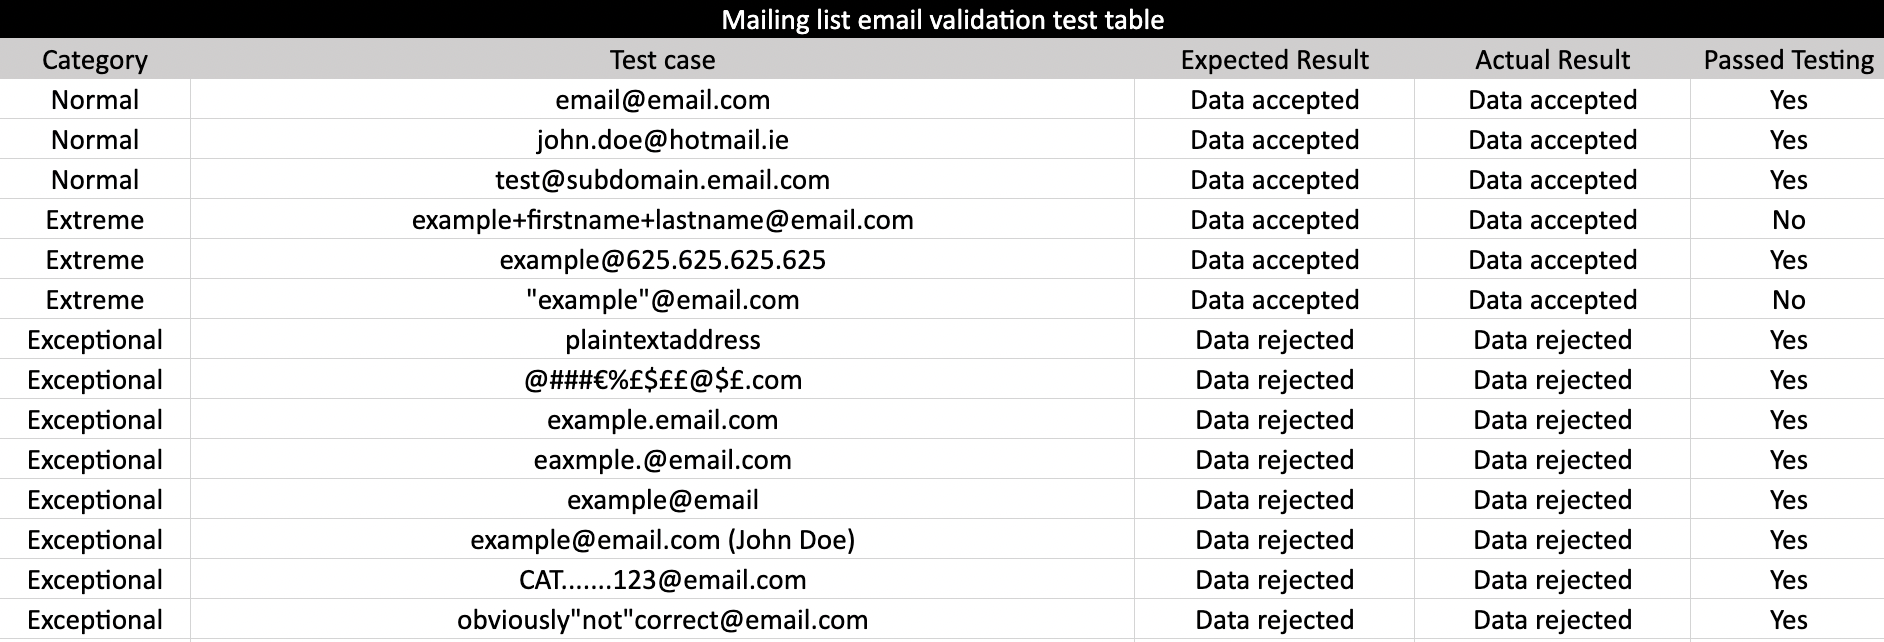 Mailing list email validation test table
Category Test case Expected Result Actual Result Passed Testing
Normal email@email.com Data accepted Data accepted Yes
Normal john.doe@hotmail.ie Data accepted Data accepted Yes
Normal test@subdomain.email.com Data accepted Data accepted Yes
Extreme example+firstname+lastname@email.com Data accepted Data accepted No
Extreme example@625.625.625.625 Data accepted Data accepted Yes
Extreme "example"@email.com Data accepted Data accepted No
Exceptional plaintextaddress Data rejected Data rejected Yes
Exceptional @###€%£$££@$£.com Data rejected Data rejected Yes
Exceptional example.email.com Data rejected Data rejected Yes
Exceptional eaxmple.@email.com Data rejected Data rejected Yes
Exceptional example@email Data rejected Data rejected Yes
Exceptional example@email.com (John Doe) Data rejected Data rejected Yes
Exceptional CAT.......123@email.com Data rejected Data rejected Yes
Exceptional obviously"not"correct@email.com Data rejected Data rejected Yes